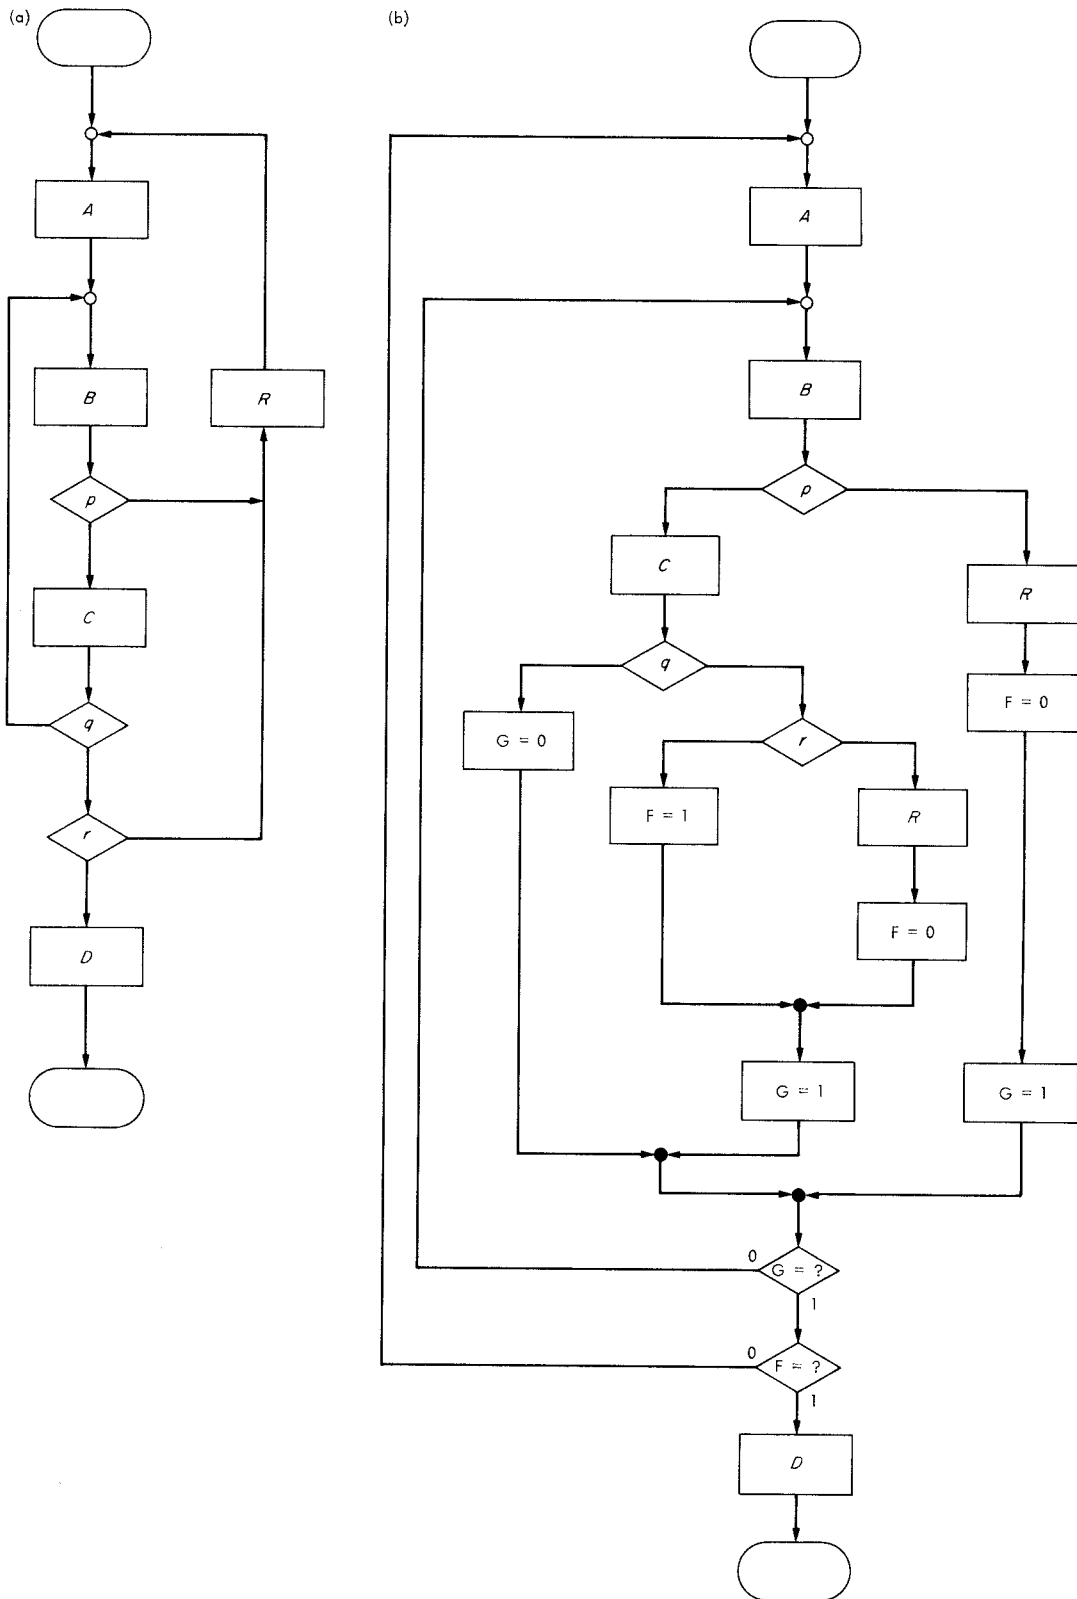 (a)
A
B
R
p
C
q
r
D
(b)
A
B
p
C
R
q
F = 0
G = 0
r
F = 1
R
F = 0
G = 1
G = 1
0
G = ?
1
0
F = ?
1
D